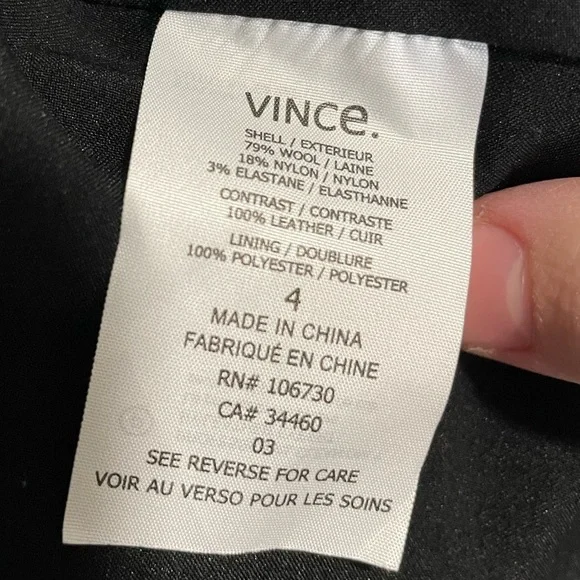 VINCe.
SHELL / EXTERIEUR
79% WOOL / LAINE
18% NYLON / NYLON
3% ELASTANE / ELASTHANNE
CONTRAST / CONTRASTE
100% LEATHER / CUIR
LINING / DOUBLURE
100% POLYESTER / POLYESTER
4
MADE IN CHINA
FABRIQUÉ EN CHINE
RN# 106730
CA# 34460
03
SEE REVERSE FOR CARE
VOIR AU VERSO POUR LES SOINS